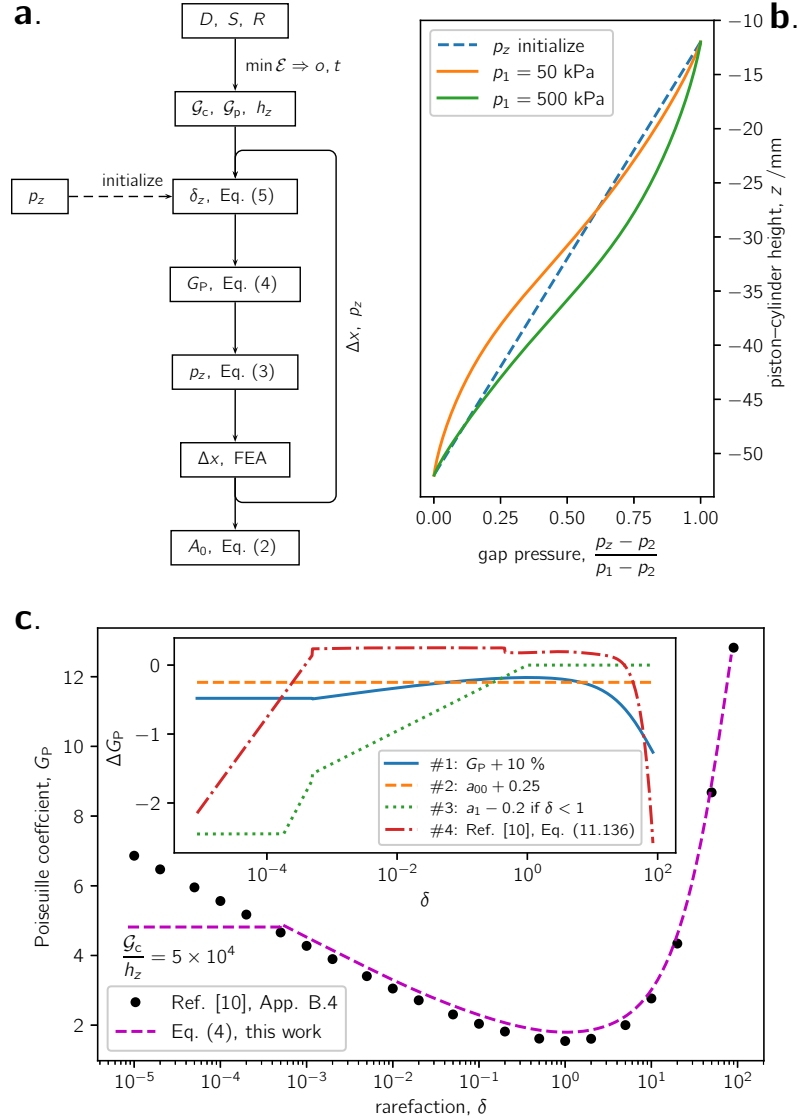 a.
D, S, R
min ℰ ⇒ o, t
𝒢c, 𝒢p, hz
initialize
pz
δz, Eq. (5)
GP, Eq. (4)
pz, Eq. (3)
Δx, pz
Δx, FEA
A0, Eq. (2)
b.
pz initialize
p1 = 50 kPa
p1 = 500 kPa
−10
−15
−20
−25
−30
−35
−40
−45
−50
piston–cylinder height, z /mm
0.00 0.25 0.50 0.75 1.00
gap pressure, (pz − p2)/(p1 − p2)
c.
Poiseuille coeffcient, GP
12
10
8
6
4
2
ΔGP
0
−1
−2
#1: GP + 10 %
#2: a00 + 0.25
#3: a1 − 0.2 if δ < 1
#4: Ref. [10], Eq. (11.136)
10^−4 10^−2 10^0 10^2
δ
𝒢c/hz = 5 × 10^4
Ref. [10], App. B.4
Eq. (4), this work
10^−5 10^−4 10^−3 10^−2 10^−1 10^0 10^1 10^2
rarefaction, δ